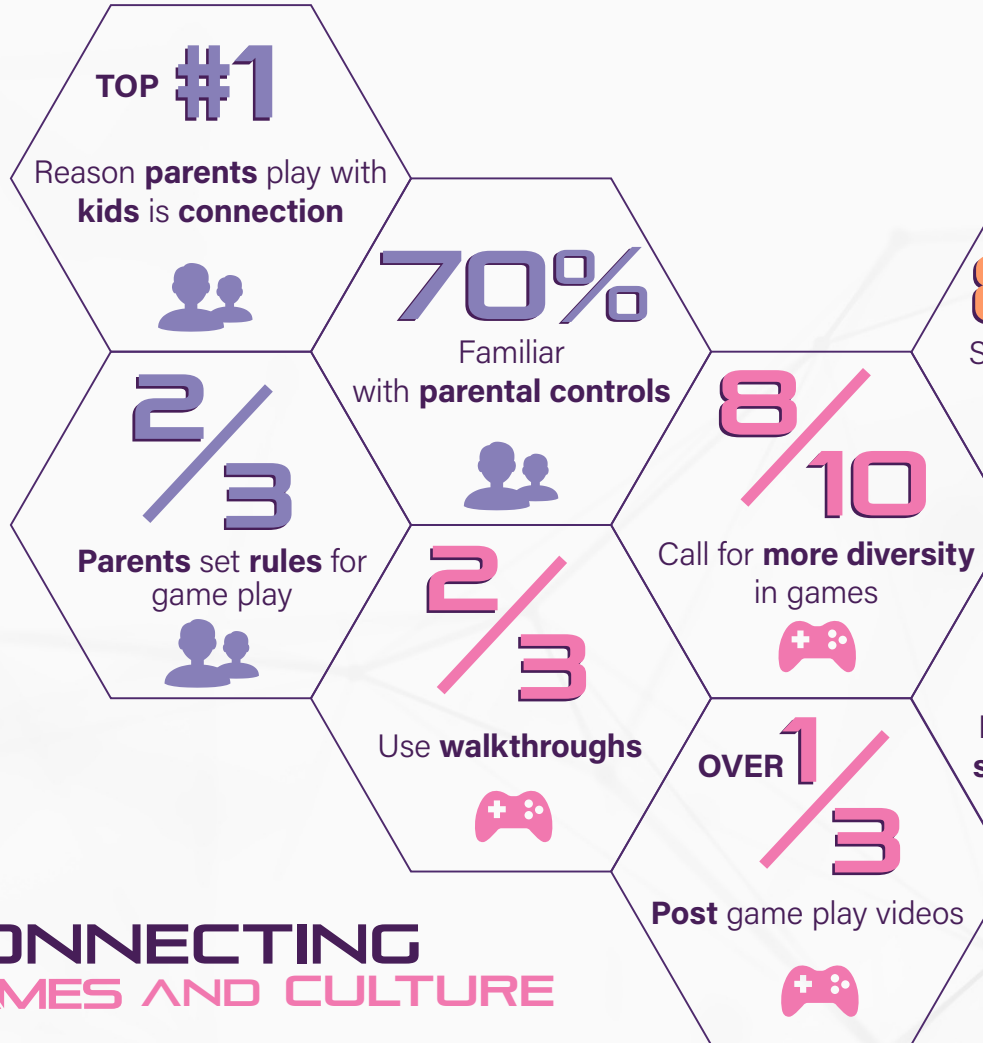 TOP #1
Reason parents play with
kids is connection
70%
Familiar
with parental controls
2/3
Parents set rules for
game play
8/10
Call for more diversity
in games
2/3
Use walkthroughs
OVER 1/3
Post game play videos
ONNECTING
MES AND CULTURE